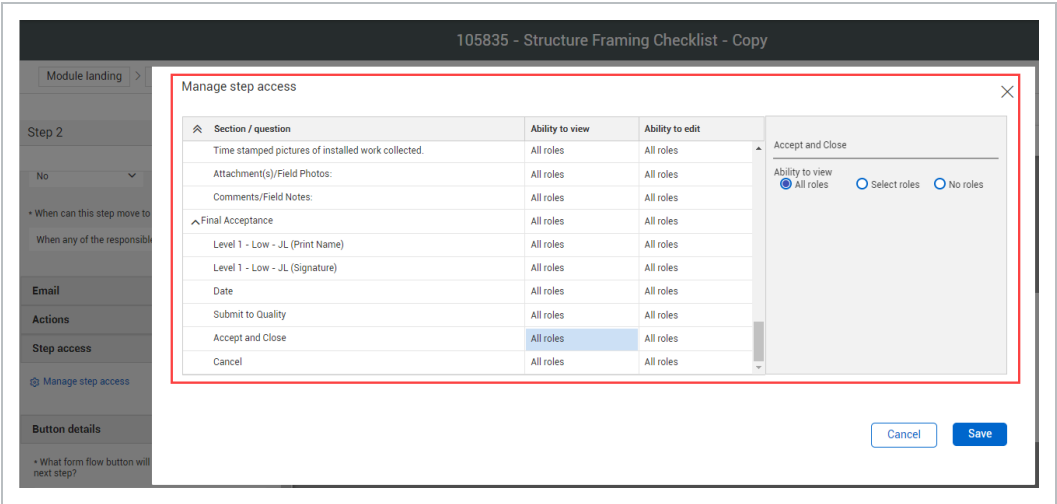 105835 - Structure Framing Checklist - Copy
Module landing >
Step 2
No
• When can this step move to
When any of the responsible
Email
Actions
Step access
Manage step access
Button details
• What form flow button will
next step?
Manage step access
Section / question Ability to view Ability to edit
Time stamped pictures of installed work collected. All roles All roles
Attachment(s)/Field Photos: All roles All roles
Comments/Field Notes: All roles All roles
Final Acceptance All roles All roles
Level 1 - Low - JL (Print Name) All roles All roles
Level 1 - Low - JL (Signature) All roles All roles
Date All roles All roles
Submit to Quality All roles All roles
Accept and Close All roles All roles
Cancel All roles All roles
Accept and Close
Ability to view
All roles Select roles No roles
Cancel Save